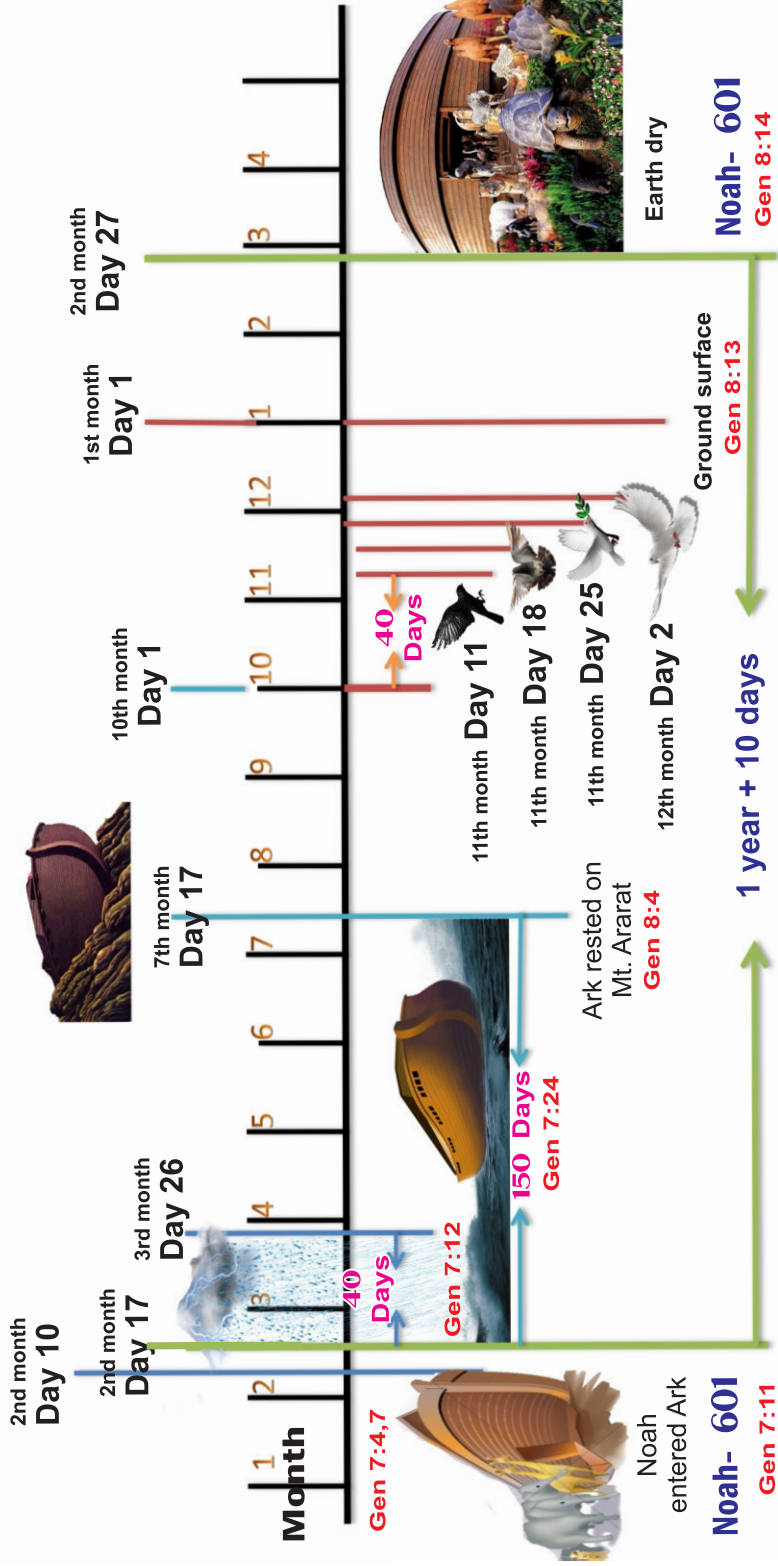 2nd month
Day 10
2nd month
Day 17
3rd month
Day 26
7th month
Day 17
10th month
Day 1
1st month
Day 1
2nd month
Day 27
1 2 3 4 5 6 7 8 9 10 11 12 1 2 3 4
Month
Gen 7:4,7
40
Days
Gen 7:12
150 Days
Gen 7:24
40
Days
11th month Day 11
11th month Day 18
11th month Day 25
12th month Day 2
Ark rested on
Mt. Ararat
Gen 8:4
Ground surface
Gen 8:13
Earth dry
Noah- 601
Gen 8:14
Noah
entered Ark
Noah- 601
Gen 7:11
1 year + 10 days